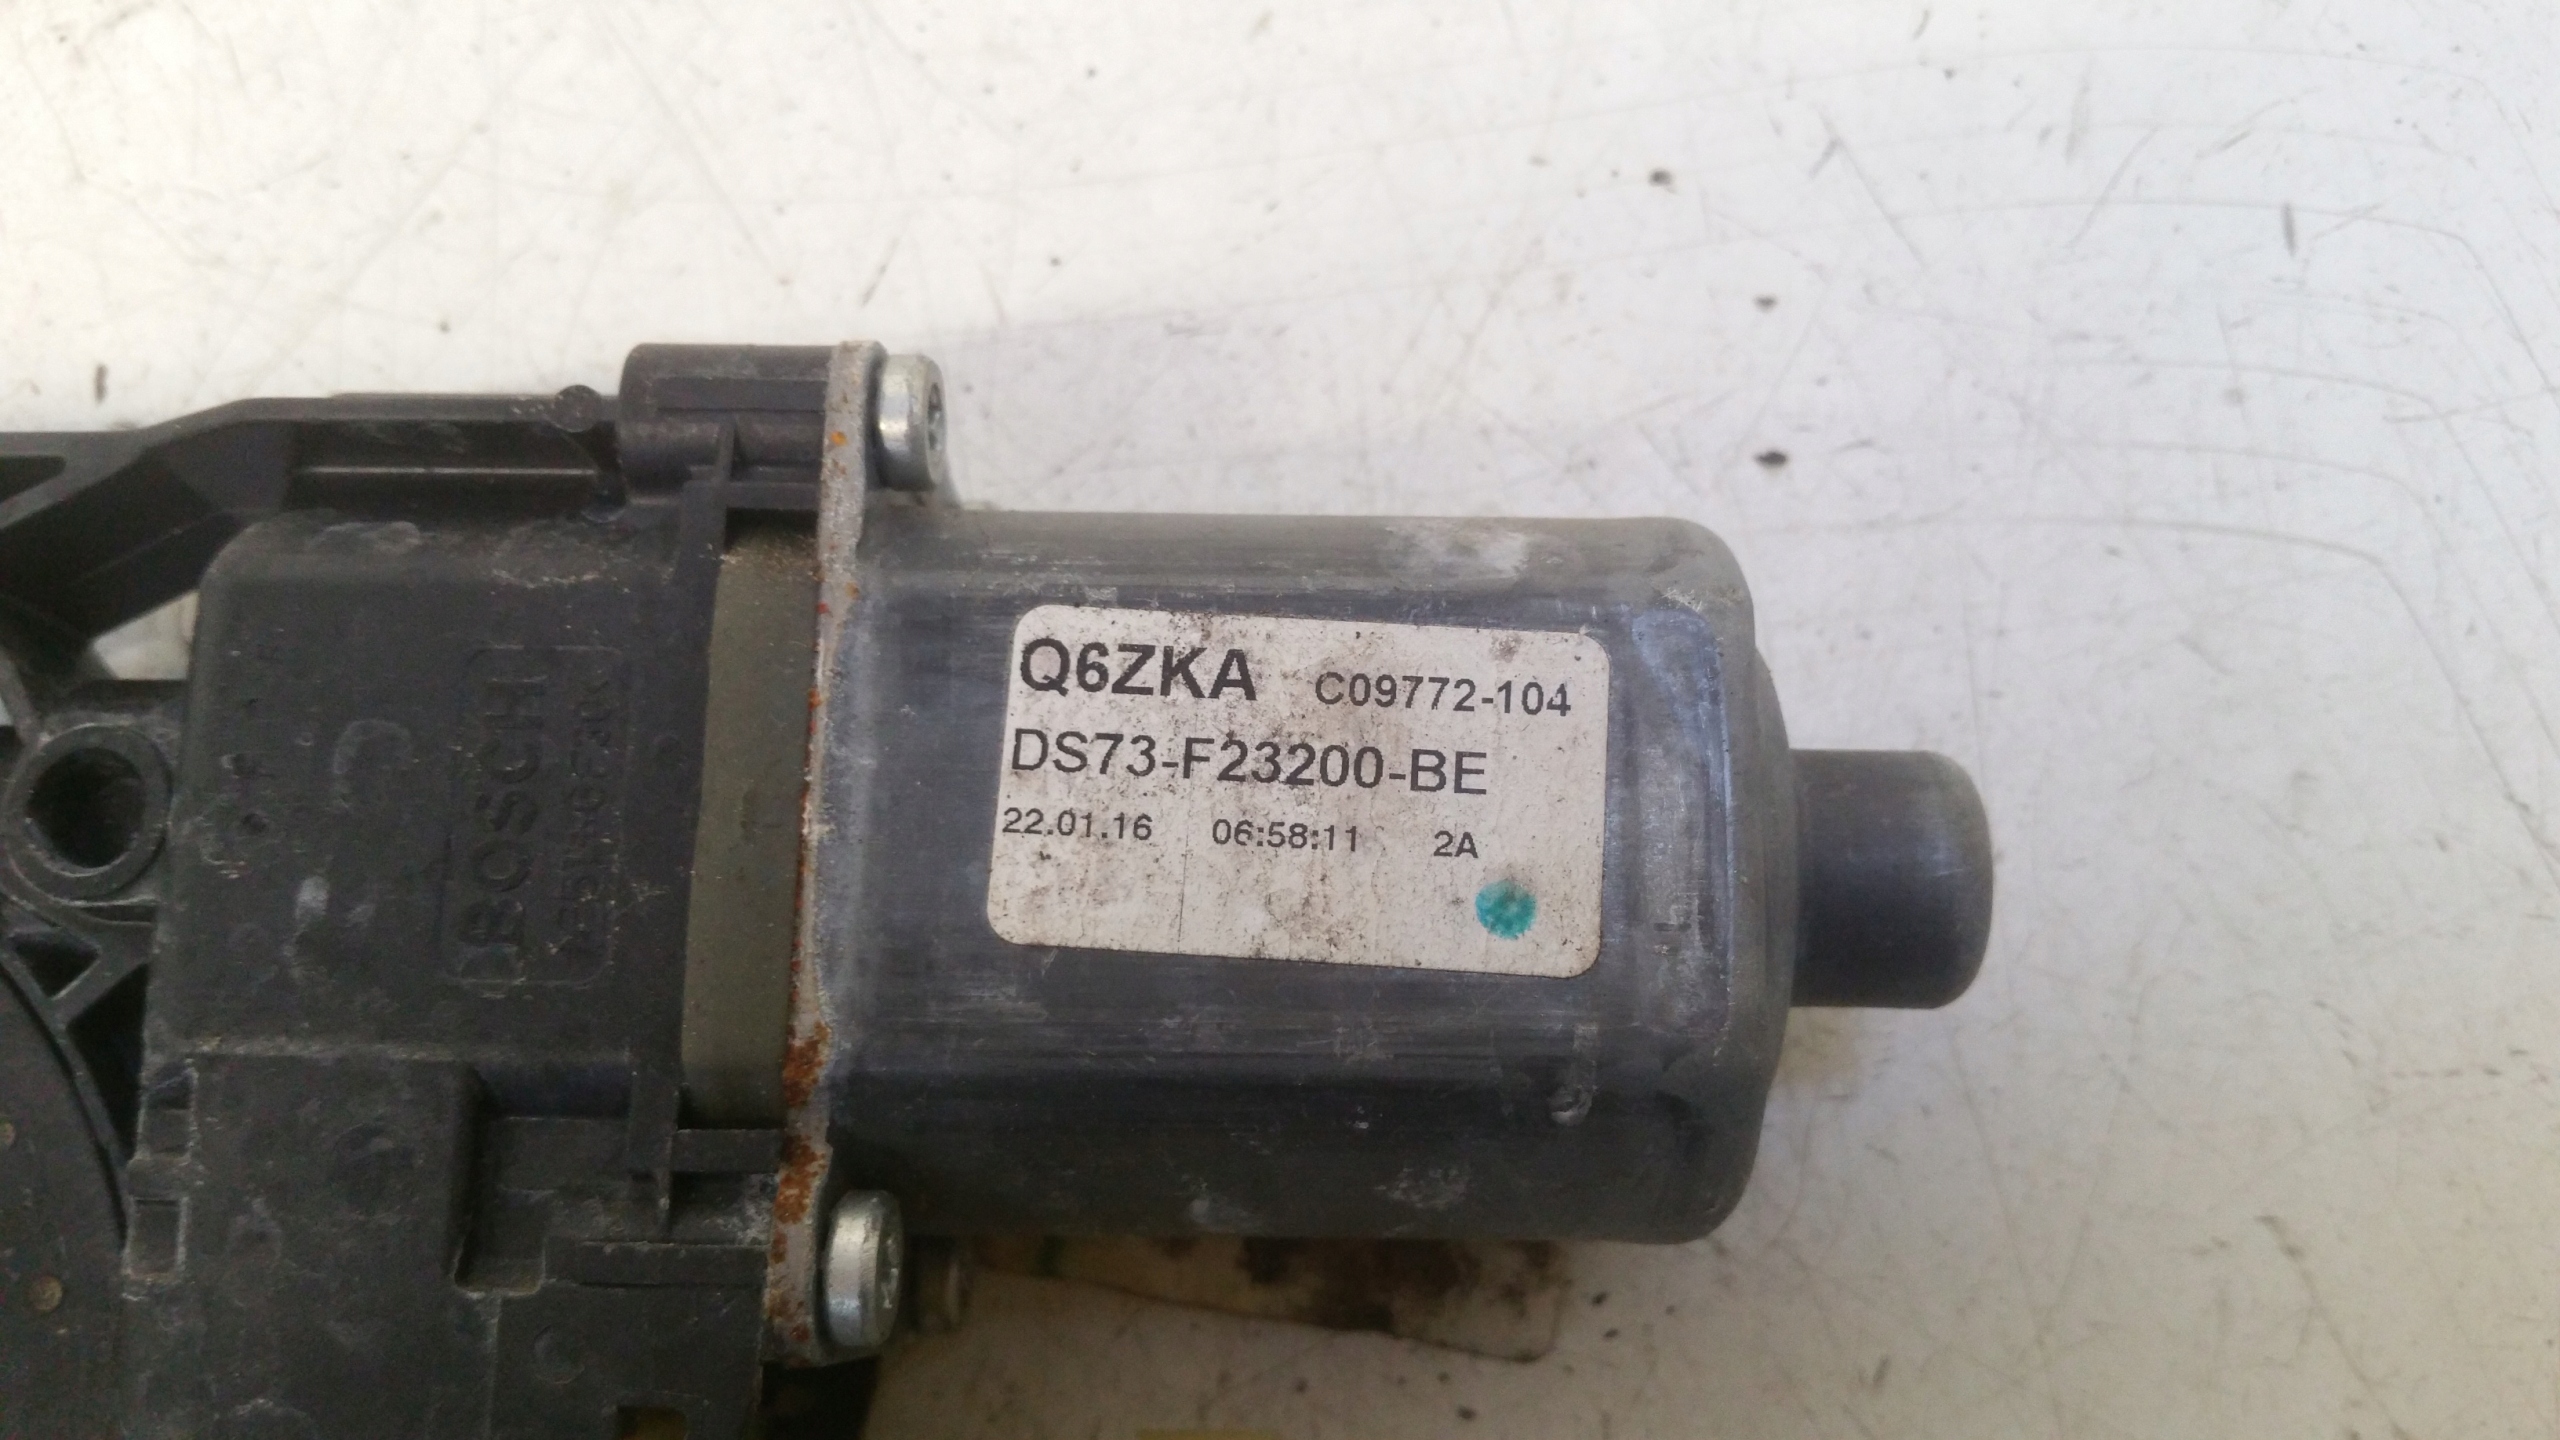 Q6ZKA C09772-104
DS73-F23200-BE
22.01.16 06:58:11 2A
BOSCH